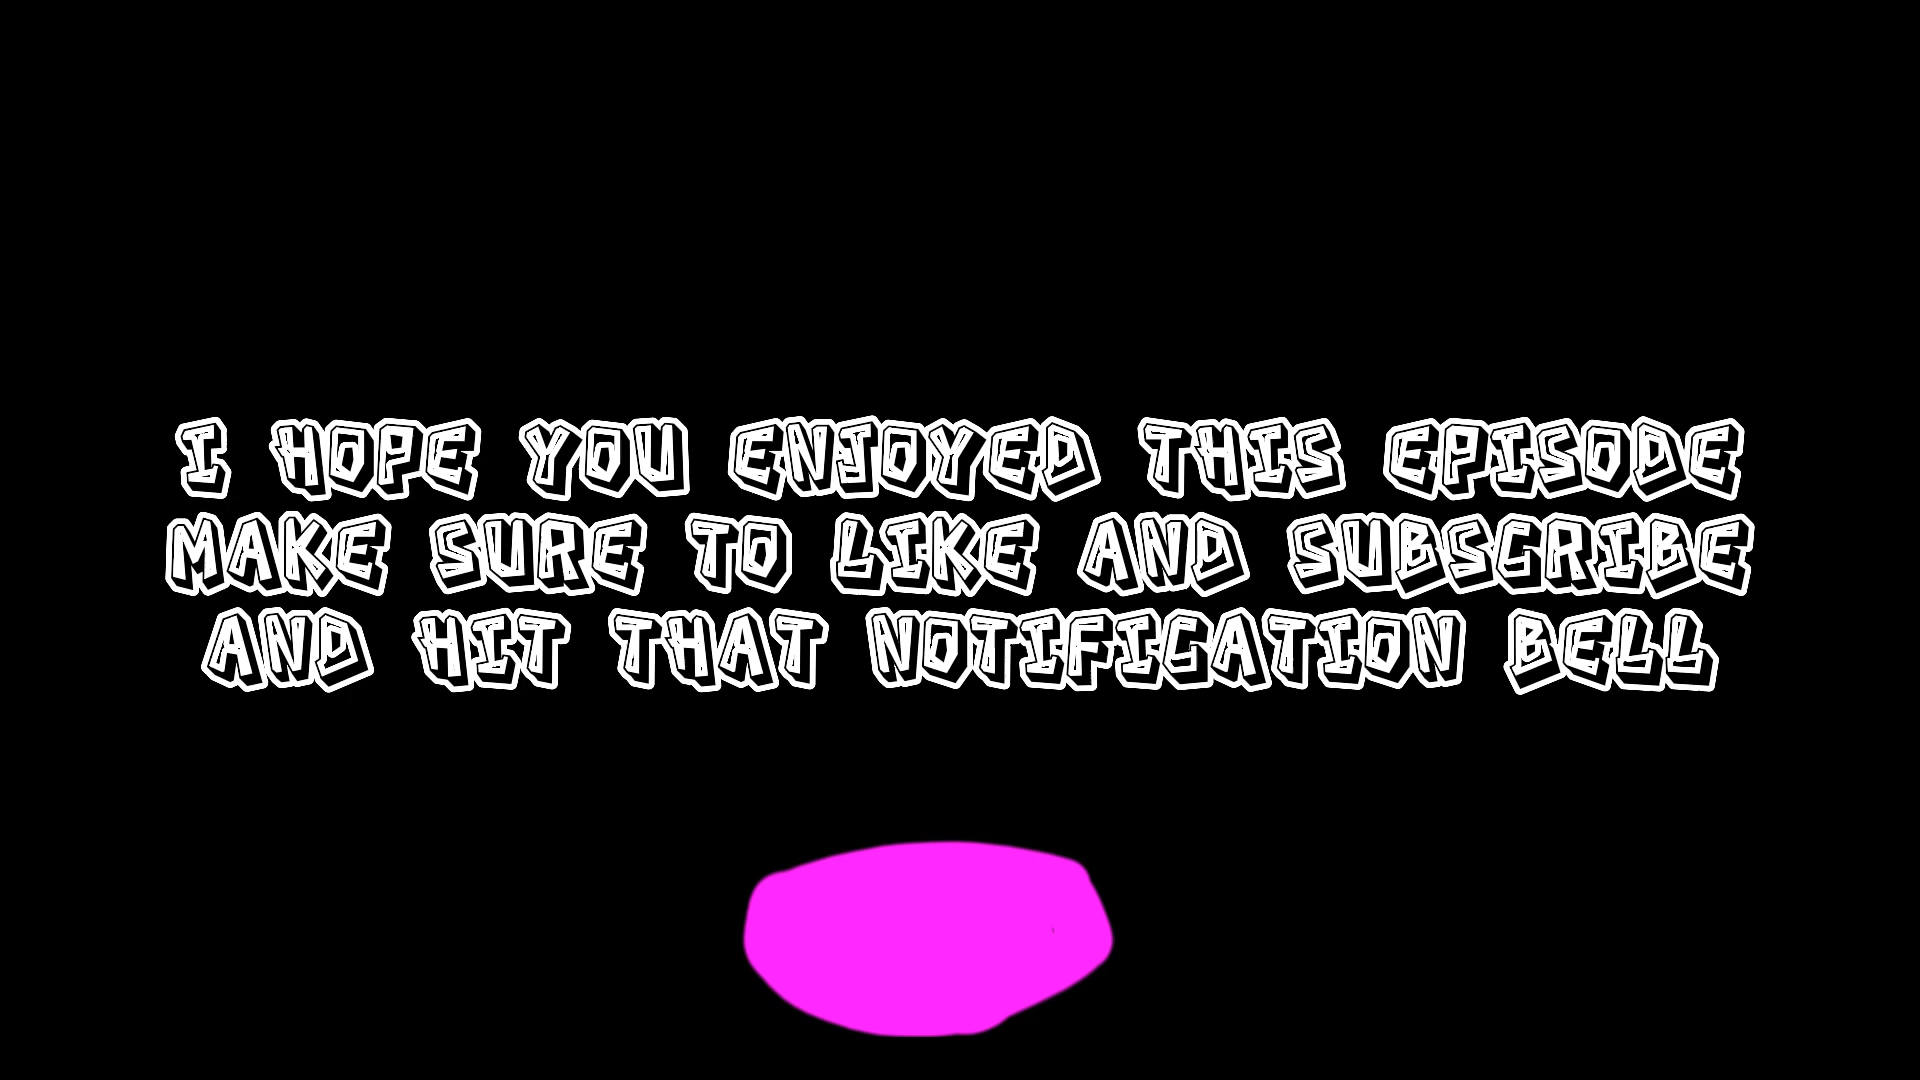 I HOPE YOU ENJOYED THIS EPISODE
MAKE SURE TO LIKE AND SUBSCRIBE
AND HIT THAT NOTIFICATION BELL